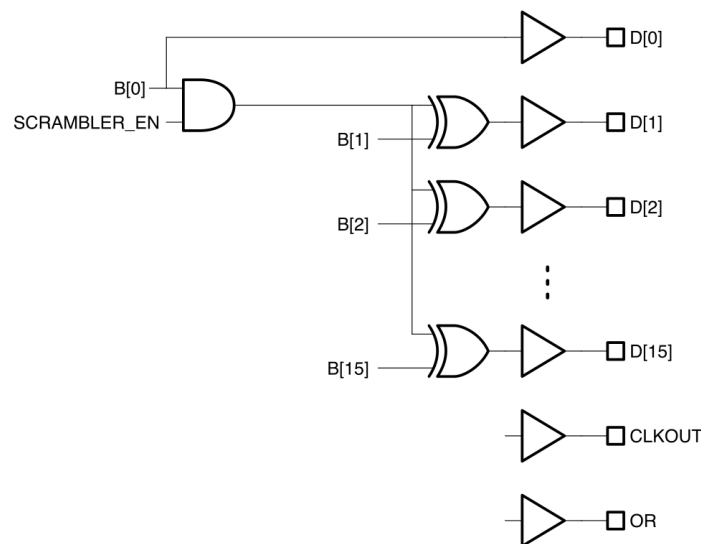 D[0]
B[0]
SCRAMBLER_EN
D[1]
B[1]
D[2]
B[2]
D[15]
B[15]
CLKOUT
OR